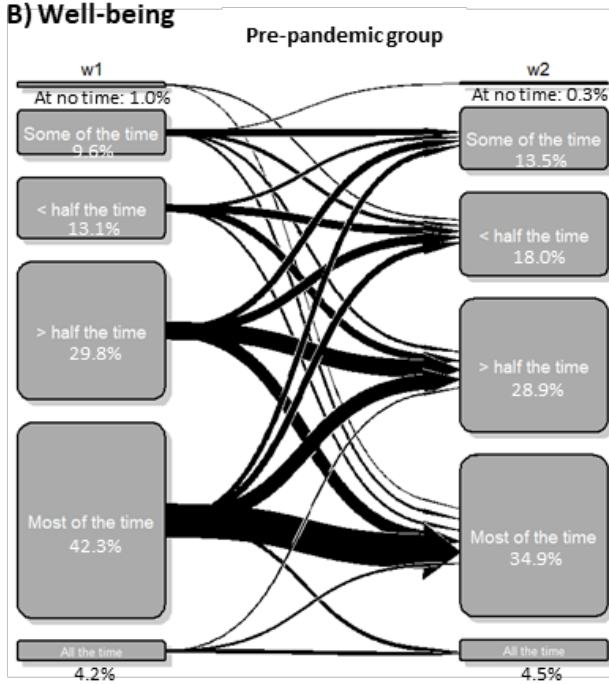 B) Well-being
Pre-pandemic group
w1
At no time: 1.0%
Some of the time
9.6%
< half the time
13.1%
> half the time
29.8%
Most of the time
42.3%
All the time
4.2%
w2
At no time: 0.3%
Some of the time
13.5%
< half the time
18.0%
> half the time
28.9%
Most of the time
34.9%
All the time
4.5%